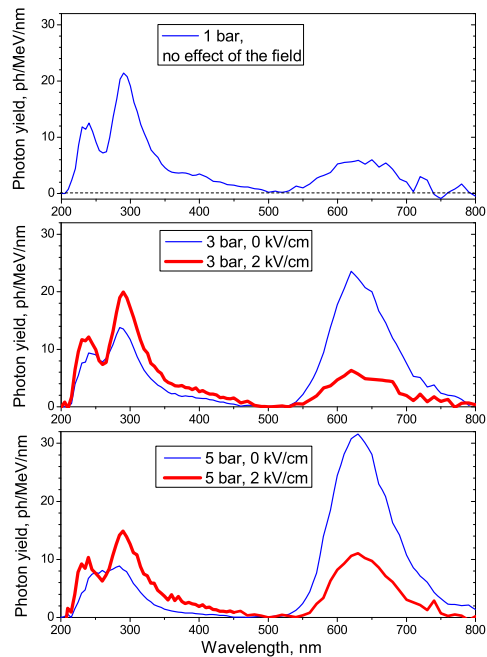 30
20
10
0
Photon yield, ph/MeV/nm
1 bar,
no effect of the field
200 300 400 500 600 700 800
30
20
10
0
Photon yield, ph/MeV/nm
3 bar, 0 kV/cm
3 bar, 2 kV/cm
200 300 400 500 600 700 800
30
20
10
0
Photon yield, ph/MeV/nm
5 bar, 0 kV/cm
5 bar, 2 kV/cm
200 300 400 500 600 700 800
Wavelength, nm